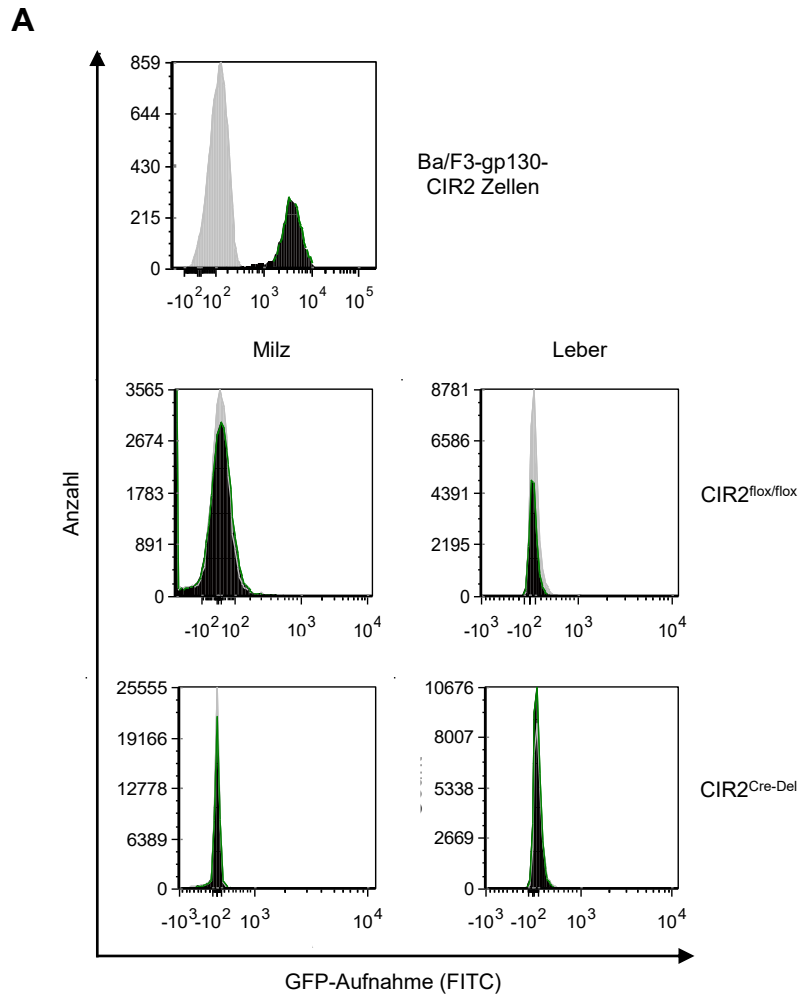 A
859
644
430
215
0
-10² 10² 10³ 10⁴ 10⁵
Ba/F3-gp130-
CIR2 Zellen
Milz
Leber
3565
2674
1783
891
0
-10² 10² 10³ 10⁴
8781
6586
4391
2195
0
-10³ -10² 10³ 10⁴
CIR2flox/flox
25555
19166
12778
6389
0
-10³ -10² 10³ 10⁴
10676
8007
5338
2669
0
-10³ -10² 10³ 10⁴
CIR2Cre-Del
Anzahl
GFP-Aufnahme (FITC)